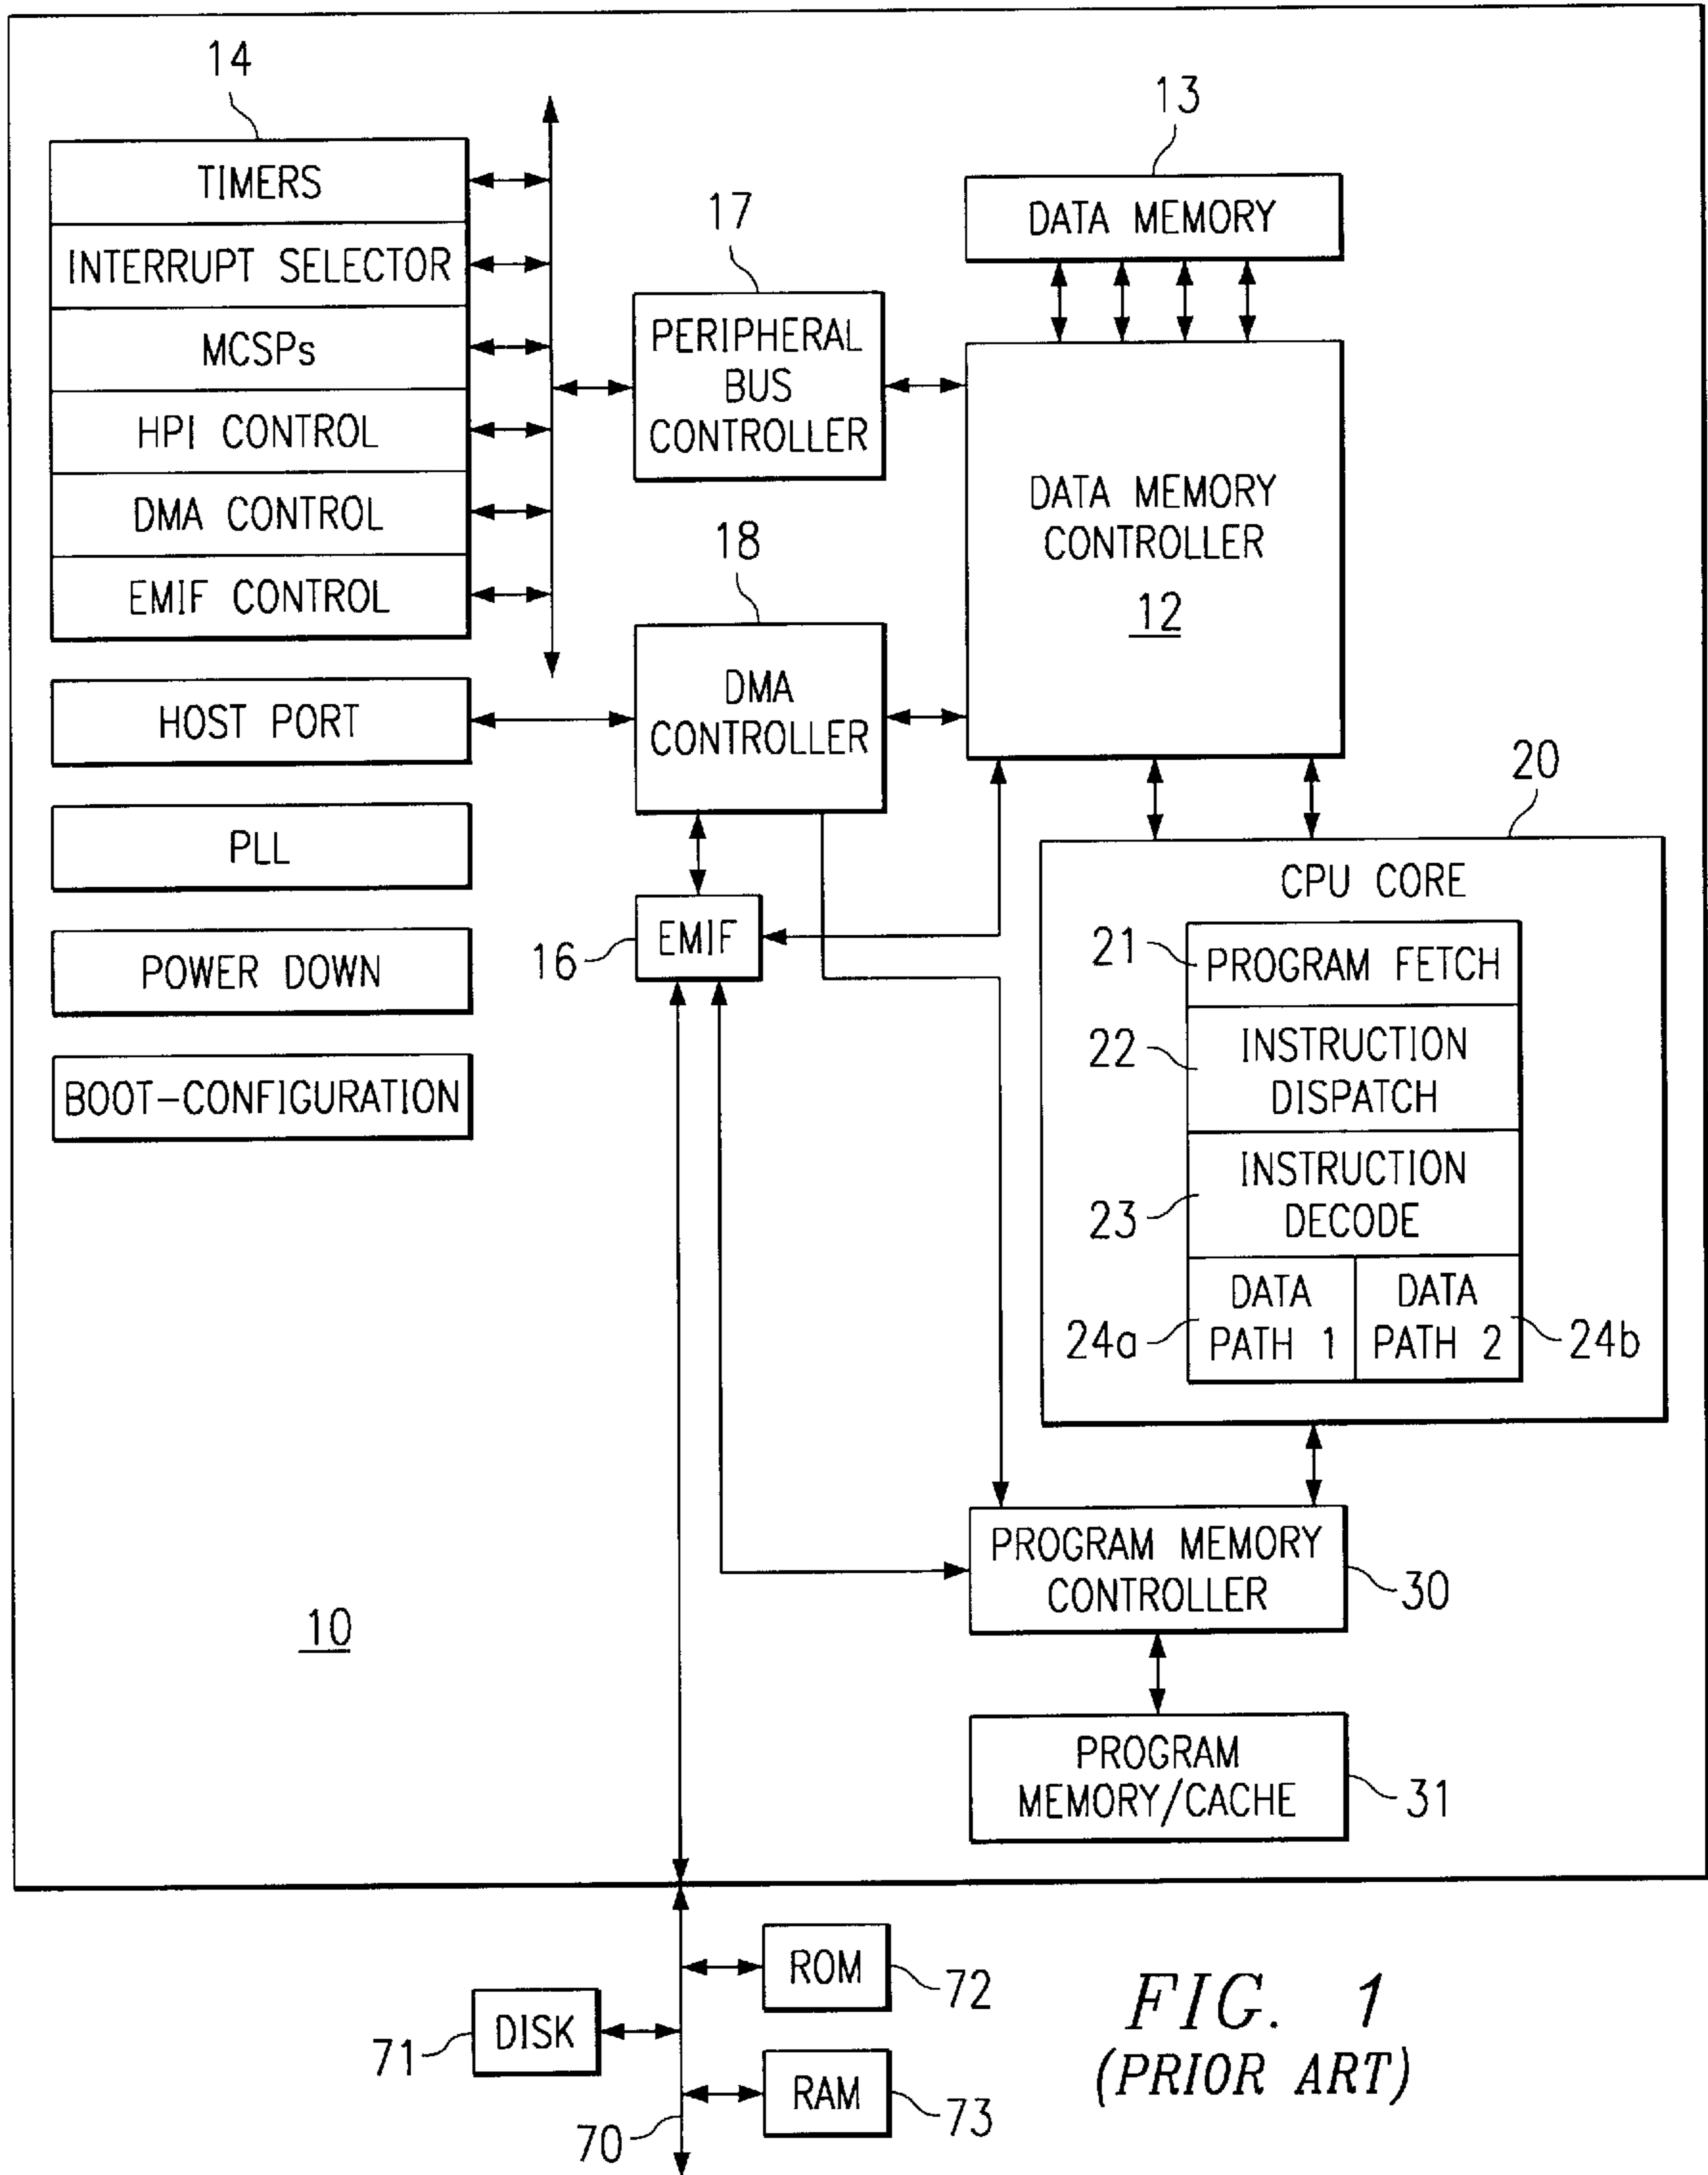 14
TIMERS
INTERRUPT SELECTOR
MCSPs
HPI CONTROL
DMA CONTROL
EMIF CONTROL
HOST PORT
PLL
POWER DOWN
BOOT-CONFIGURATION
17
PERIPHERAL
BUS
CONTROLLER
18
DMA
CONTROLLER
16
EMIF
13
DATA MEMORY
DATA MEMORY
CONTROLLER
12
20
CPU CORE
21
PROGRAM FETCH
22
INSTRUCTION
DISPATCH
23
INSTRUCTION
DECODE
24a
DATA
PATH 1
DATA
PATH 2
24b
PROGRAM MEMORY
CONTROLLER
30
PROGRAM
MEMORY/CACHE
31
10
ROM
72
DISK
71
RAM
73
70
FIG. 1
(PRIOR ART)